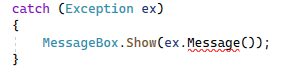 catch (Exception ex)
{
    MessageBox.Show(ex.Message());
}